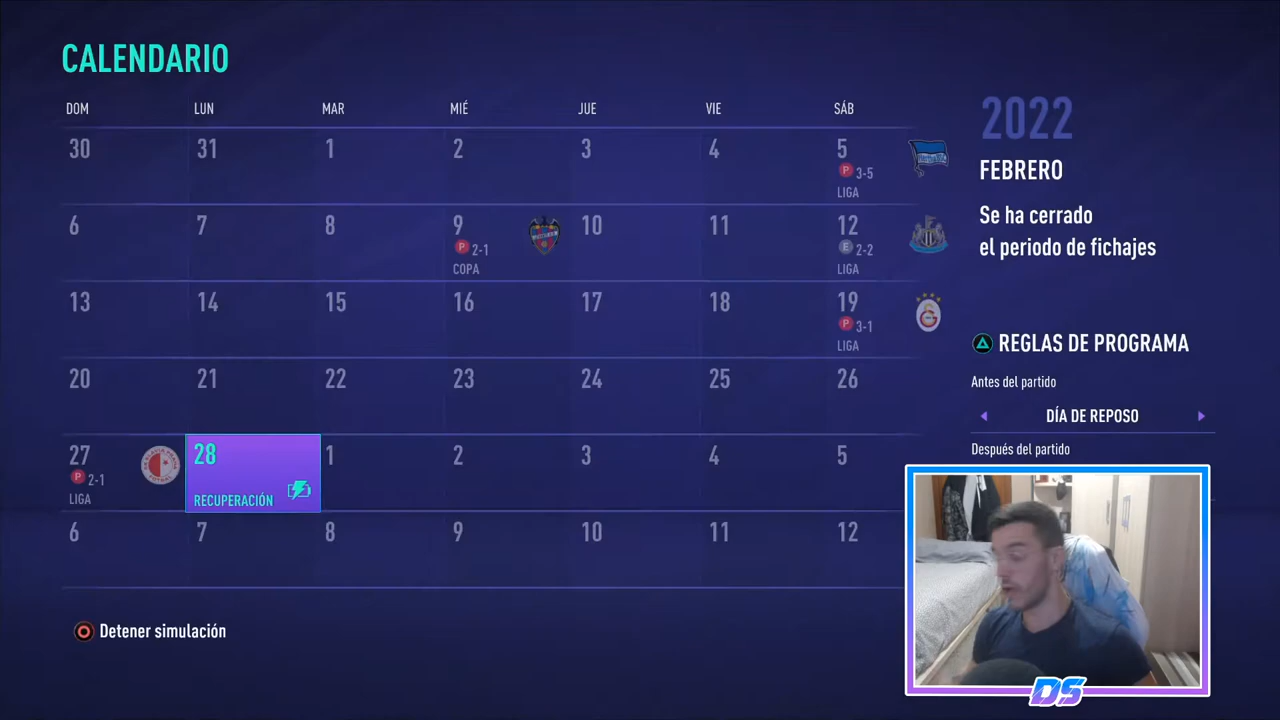 CALENDARIO
DOM LUN MAR MIÉ JUE VIE SÁB
30 31 1 2 3 4 5
P 3-5
LIGA
6 7 8 9 10 11 12
P 2-1 E 2-2
COPA LIGA
13 14 15 16 17 18 19
P 3-1
LIGA
20 21 22 23 24 25 26
27 28 1 2 3 4 5
P 2-1
LIGA RECUPERACIÓN
6 7 8 9 10 11 12
Detener simulación
2022
FEBRERO
Se ha cerrado
el periodo de fichajes
REGLAS DE PROGRAMA
Antes del partido
DÍA DE REPOSO
Después del partido
DS